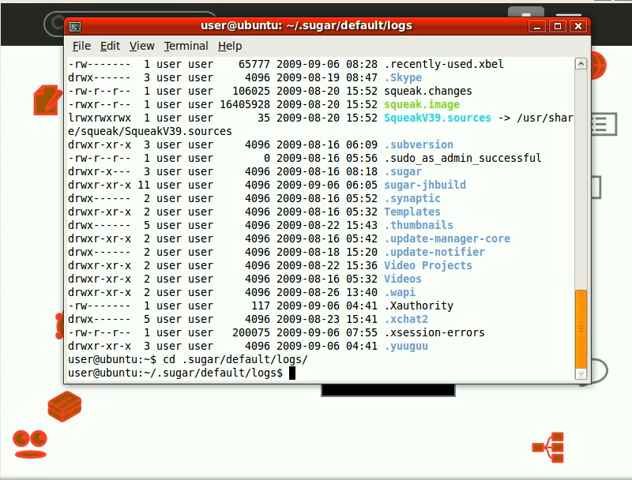 user@ubuntu: ~/.sugar/default/logs
File Edit View Terminal Help
-rw------- 1 user user 65777 2009-09-06 08:28 .recently-used.xbel
drwx------ 3 user user 4096 2009-08-19 08:47 .Skype
-rw-r--r-- 1 user user 106025 2009-08-20 15:52 squeak.changes
-rwxr--r-- 1 user user 16405928 2009-08-20 15:52 squeak.image
lrwxrwxrwx 1 user user 35 2009-08-20 15:52 SqueakV39.sources -> /usr/shar
e/squeak/SqueakV39.sources
drwxr-xr-x 3 user user 4096 2009-08-16 06:09 .subversion
-rw-r--r-- 1 user user 0 2009-08-16 05:56 .sudo_as_admin_successful
drwxr-x--- 3 user user 4096 2009-08-16 08:18 .sugar
drwxr-xr-x 11 user user 4096 2009-09-06 06:05 sugar-jhbuild
drwx------ 2 user user 4096 2009-08-16 05:52 .synaptic
drwxr-xr-x 2 user user 4096 2009-08-16 05:32 Templates
drwx------ 5 user user 4096 2009-08-22 15:43 .thumbnails
drwxr-xr-x 2 user user 4096 2009-08-16 05:42 .update-manager-core
drwx------ 2 user user 4096 2009-08-18 15:20 .update-notifier
drwxr-xr-x 2 user user 4096 2009-08-22 15:36 Video Projects
drwxr-xr-x 2 user user 4096 2009-08-16 05:32 Videos
drwxr-xr-x 2 user user 4096 2009-08-26 13:40 .wapi
-rw------- 1 user user 117 2009-09-06 04:41 .Xauthority
drwx------ 5 user user 4096 2009-08-23 15:41 .xchat2
-rw-r--r-- 1 user user 200075 2009-09-06 07:55 .xsession-errors
drwxr-xr-x 3 user user 4096 2009-09-06 04:41 .yuuguu
user@ubuntu:~$ cd .sugar/default/logs/
user@ubuntu:~/.sugar/default/logs$